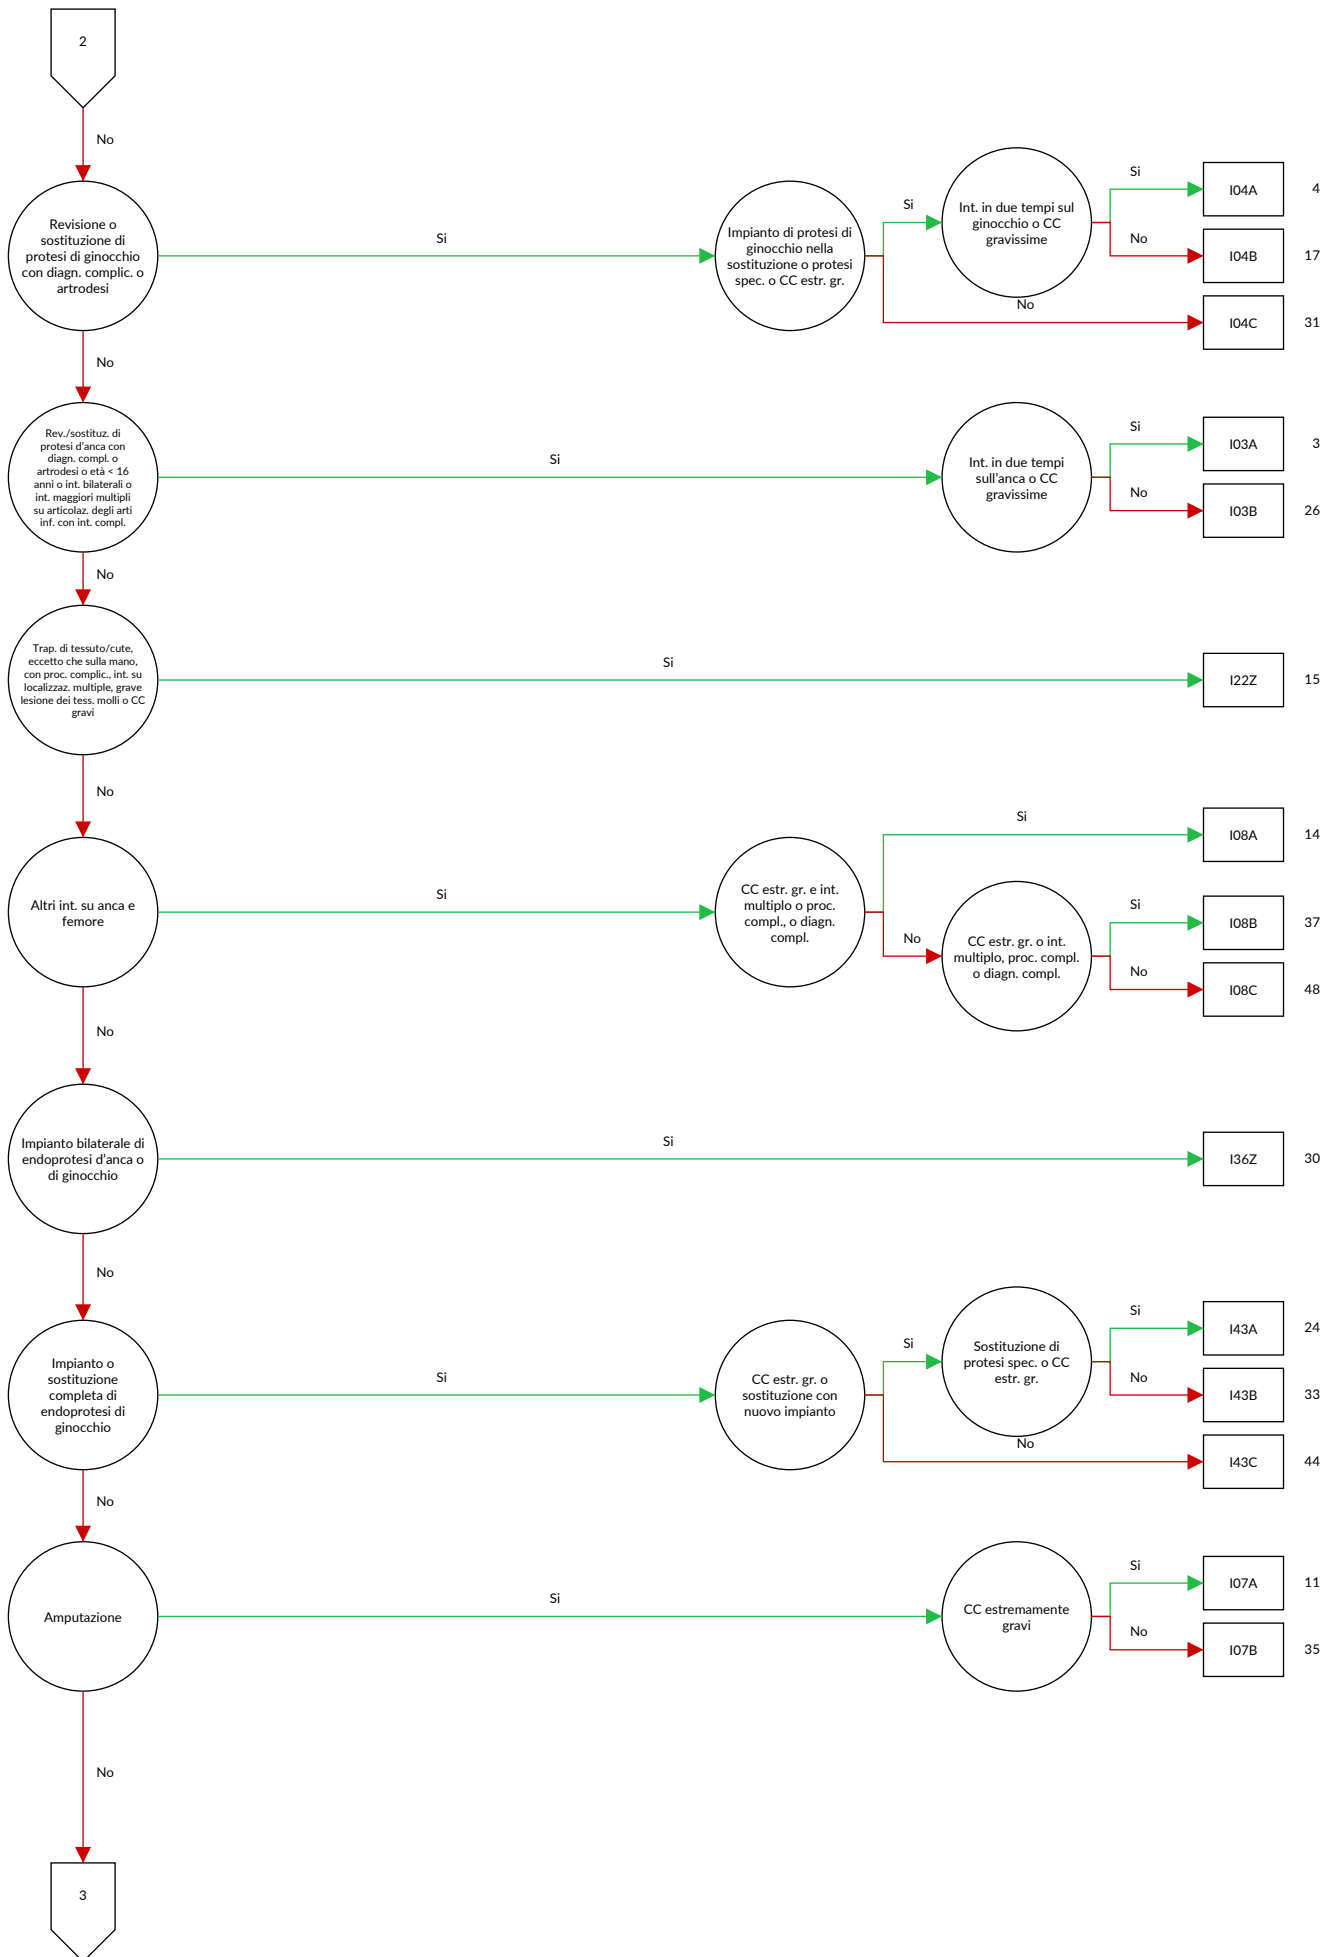 2
No
Revisione o
sostituzione di
protesi di ginocchio
con diagn. complic. o
artrodesi
Si
Impianto di protesi di
ginocchio nella
sostituzione o protesi
spec. o CC estr. gr.
Si
Int. in due tempi sul
ginocchio o CC
gravissime
Si
I04A 4
No
I04B 17
No
I04C 31
No
Rev./sostituz. di
protesi d'anca con
diagn. compl. o
artrodesi o età < 16
anni o int. bilaterali o
int. maggiori multipli
su articolaz. degli arti
inf. con int. compl.
Si
Int. in due tempi
sull'anca o CC
gravissime
Si
I03A 3
No
I03B 26
No
Trap. di tessuto/cute,
eccetto che sulla mano,
con proc. complic., int. su
localizzaz. multiple, grave
lesione dei tess. molli o CC
gravi
Si
I22Z 15
No
Altri int. su anca e
femore
Si
CC estr. gr. e int.
multiplo o proc.
compl., o diagn.
compl.
Si
I08A 14
No
CC estr. gr. o int.
multiplo, proc. compl.
o diagn. compl.
Si
I08B 37
No
I08C 48
No
Impianto bilaterale di
endoprotesi d'anca o
di ginocchio
Si
I36Z 30
No
Impianto o
sostituzione
completa di
endoprotesi di
ginocchio
Si
CC estr. gr. o
sostituzione con
nuovo impianto
Si
Sostituzione di
protesi spec. o CC
estr. gr.
Si
I43A 24
No
I43B 33
No
I43C 44
No
Amputazione
Si
CC estremamente
gravi
Si
I07A 11
No
I07B 35
No
3